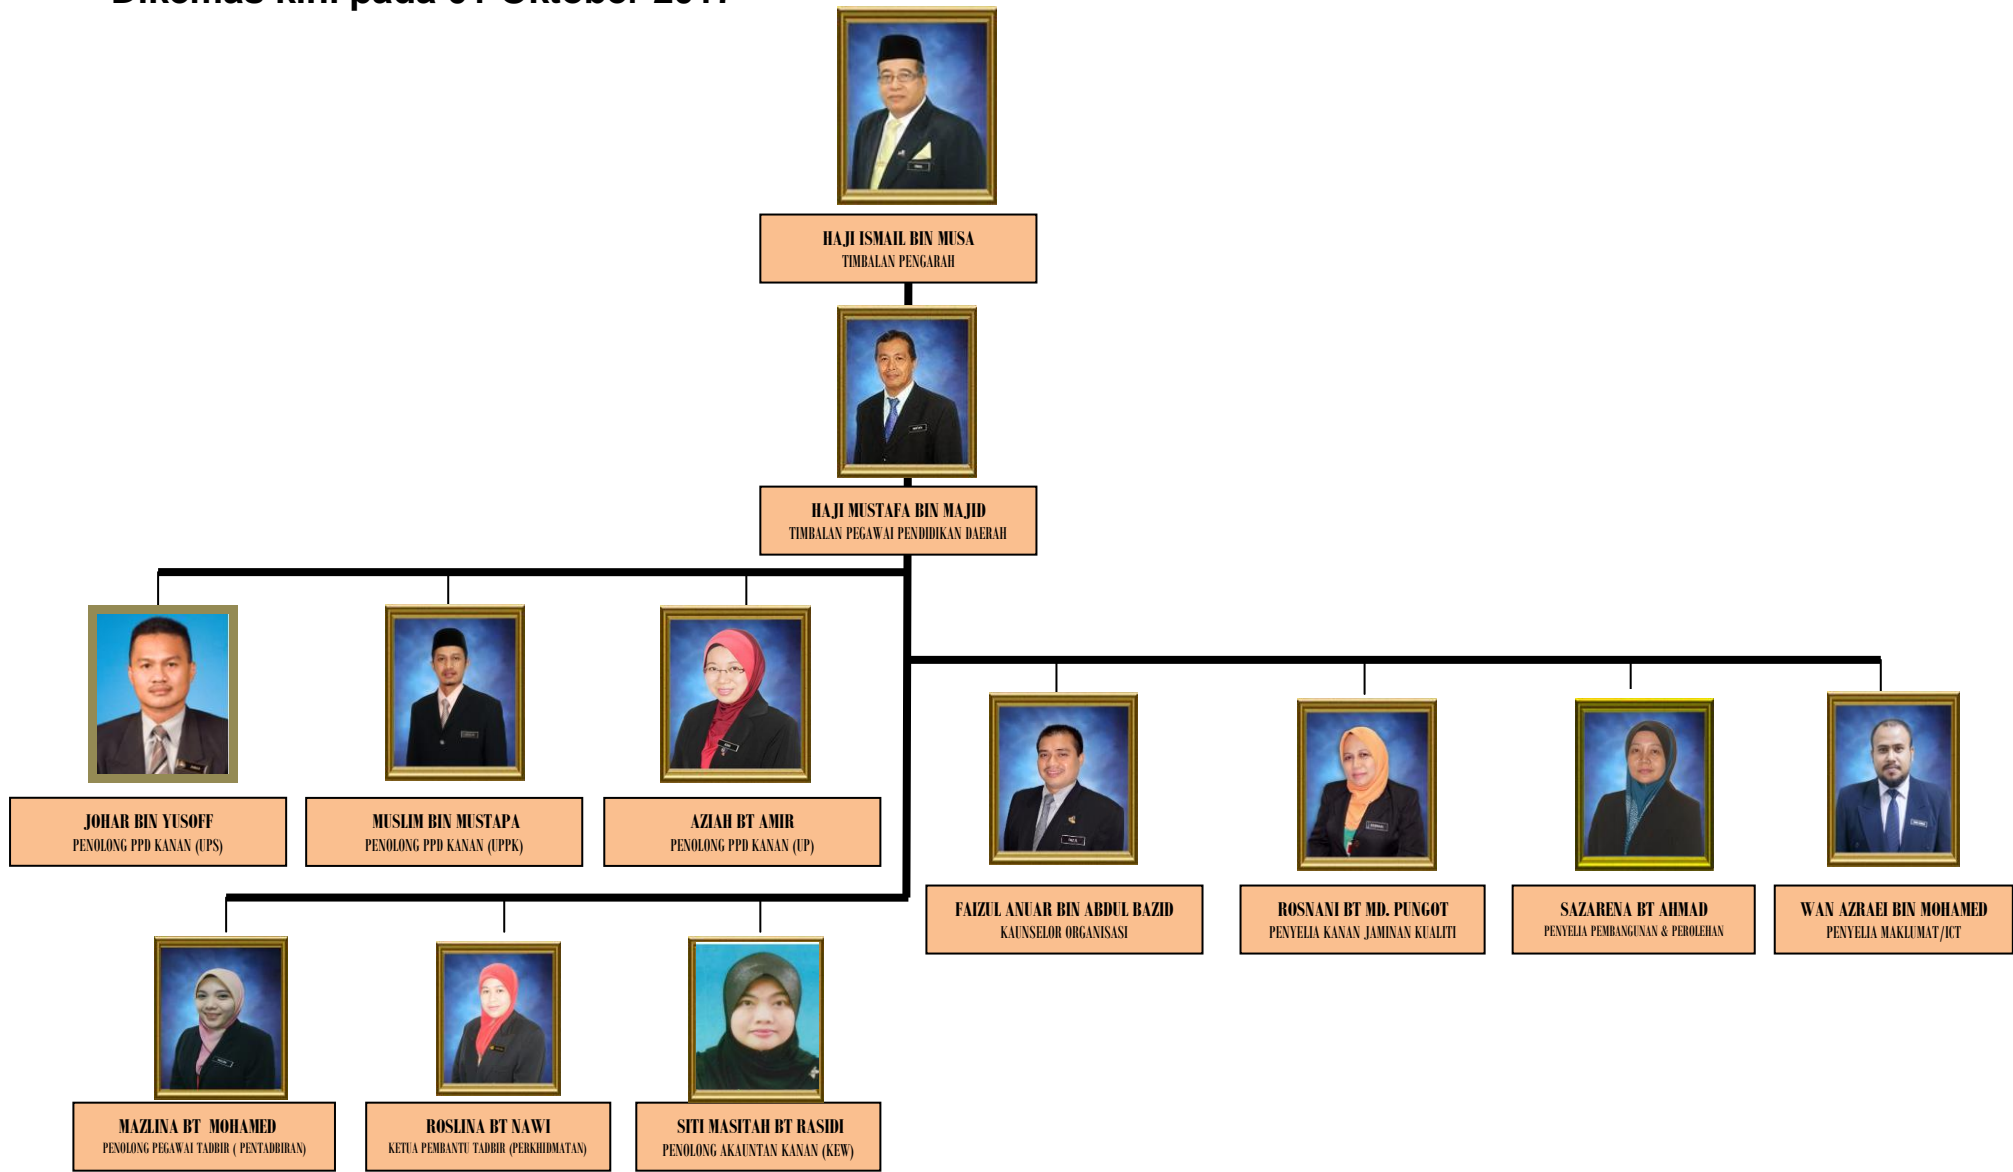 HAJI ISMAIL BIN MUSA
TIMBALAN PENGARAH
HAJI MUSTAFA BIN MAJID
TIMBALAN PEGAWAI PENDIDIKAN DAERAH
JOHAR BIN YUSOFF
PENOLONG PPD KANAN (UPS)
MUSLIM BIN MUSTAPA
PENOLONG PPD KANAN (UPPK)
AZIAH BT AMIR
PENOLONG PPD KANAN (UP)
FAIZUL ANUAR BIN ABDUL BAZID
KAUNSELOR ORGANISASI
ROSNANI BT MD. PUNGOT
PENYELIA KANAN JAMINAN KUALITI
SAZARENA BT AHMAD
PENYELIA PEMBANGUNAN & PEROLEHAN
WAN AZRAEI BIN MOHAMED
PENYELIA MAKLUMAT/ICT
MAZLINA BT MOHAMED
PENOLONG PEGAWAI TADBIR ( PENTADBIRAN)
ROSLINA BT NAWI
KETUA PEMBANTU TADBIR (PERKHIDMATAN)
SITI MASITAH BT RASIDI
PENOLONG AKAUNTAN KANAN (KEW)